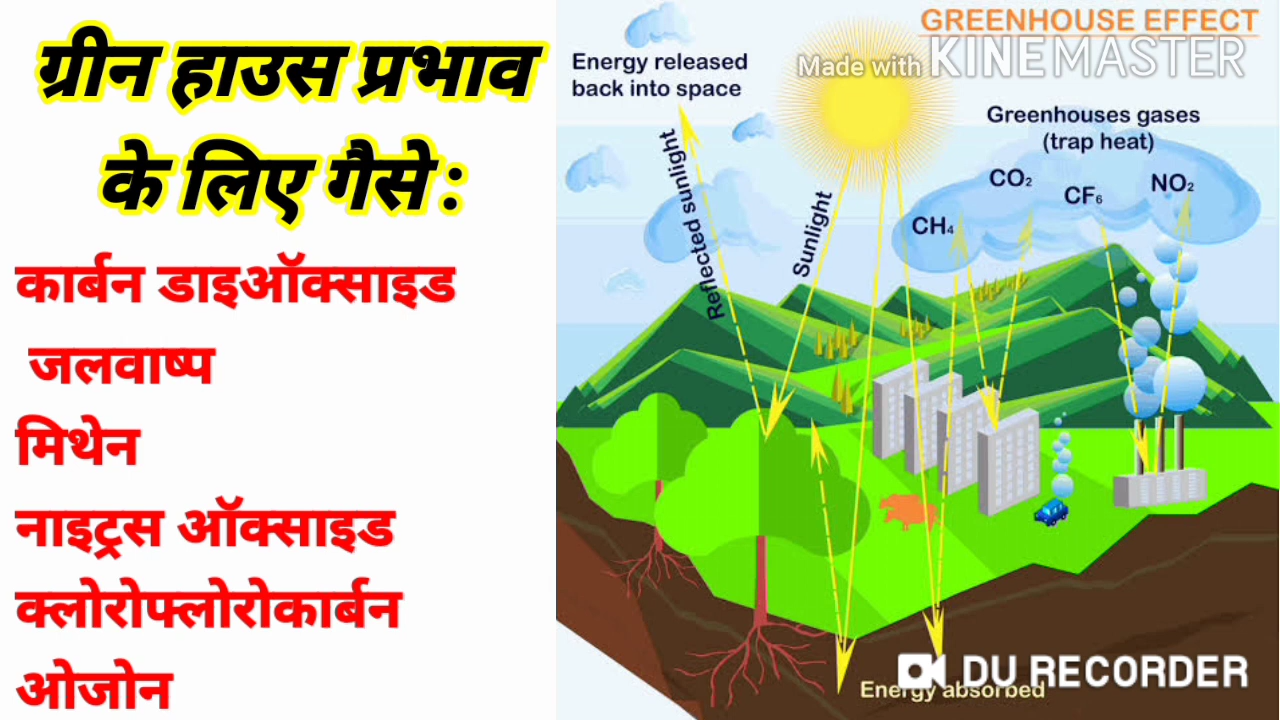 ग्रीन हाउस प्रभाव
के लिए गैसे :
कार्बन डाइऑक्साइड
जलवाष्प
मिथेन
नाइट्रस ऑक्साइड
क्लोरोफ्लोरोकार्बन
ओजोन
GREENHOUSE EFFECT
Made with KINEMASTER
Energy released
back into space
Greenhouses gases
(trap heat)
CO₂
CF₆
NO₂
CH₄
Reflected sunlight
Sunlight
Energy absorbed
DU RECORDER